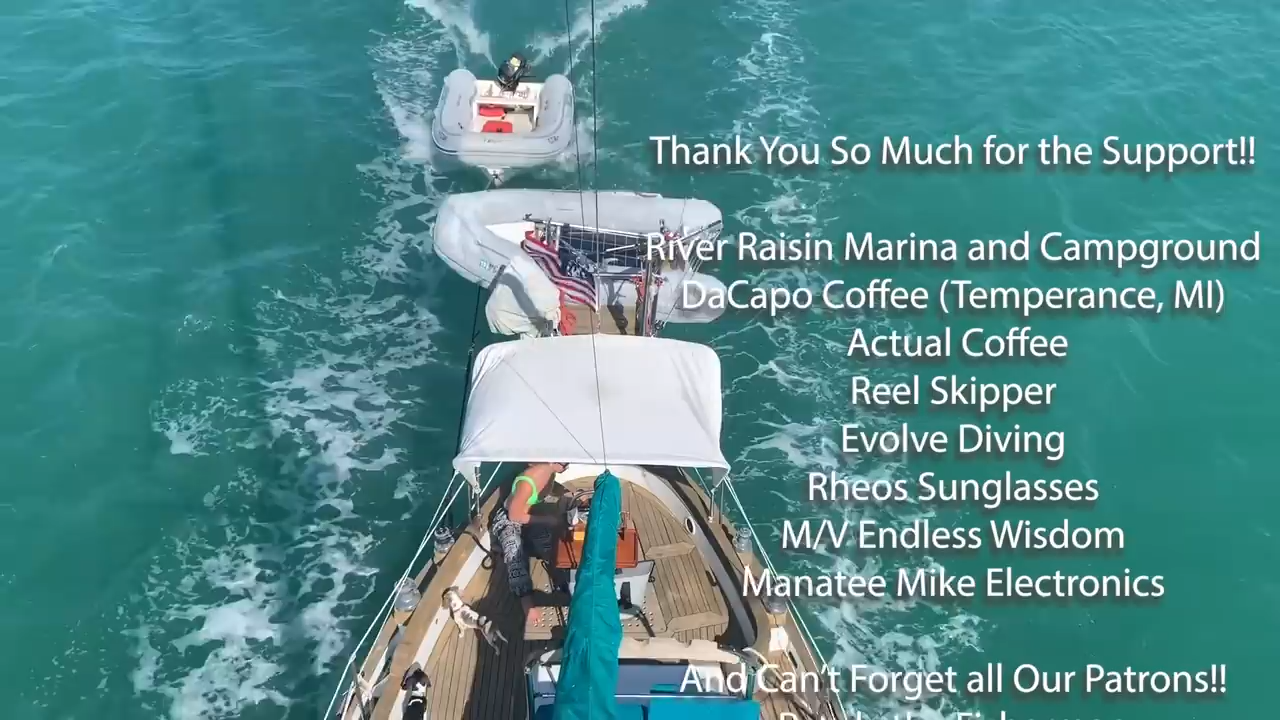 Thank You So Much for the Support!!
River Raisin Marina and Campground
DaCapo Coffee (Temperance, MI)
Actual Coffee
Reel Skipper
Evolve Diving
Rheos Sunglasses
M/V Endless Wisdom
Manatee Mike Electronics
And Can't Forget all Our Patrons!!